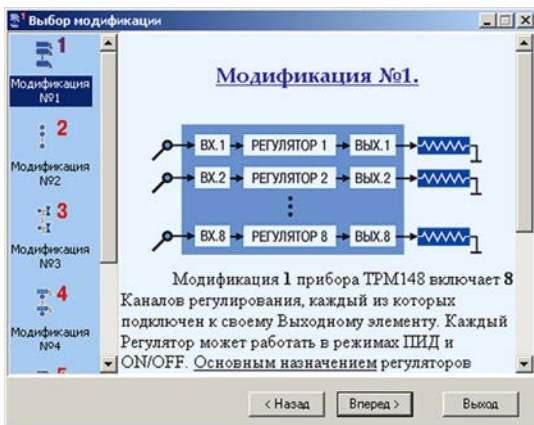 Выбор модификации
1
Модификация
№1
2
Модификация
№2
3
Модификация
№3
4
Модификация
№4
5
Модификация №1.
ВХ.1 РЕГУЛЯТОР 1 ВЫХ.1
ВХ.2 РЕГУЛЯТОР 2 ВЫХ.2
ВХ.8 РЕГУЛЯТОР 8 ВЫХ.8
Модификация 1 прибора ТРМ148 включает 8
Каналов регулирования, каждый из которых
подключен к своему Выходному элементу. Каждый
Регулятор может работать в режимах ПИД и
ON/OFF. Основным назначением регуляторов
< Назад Вперед > Выход